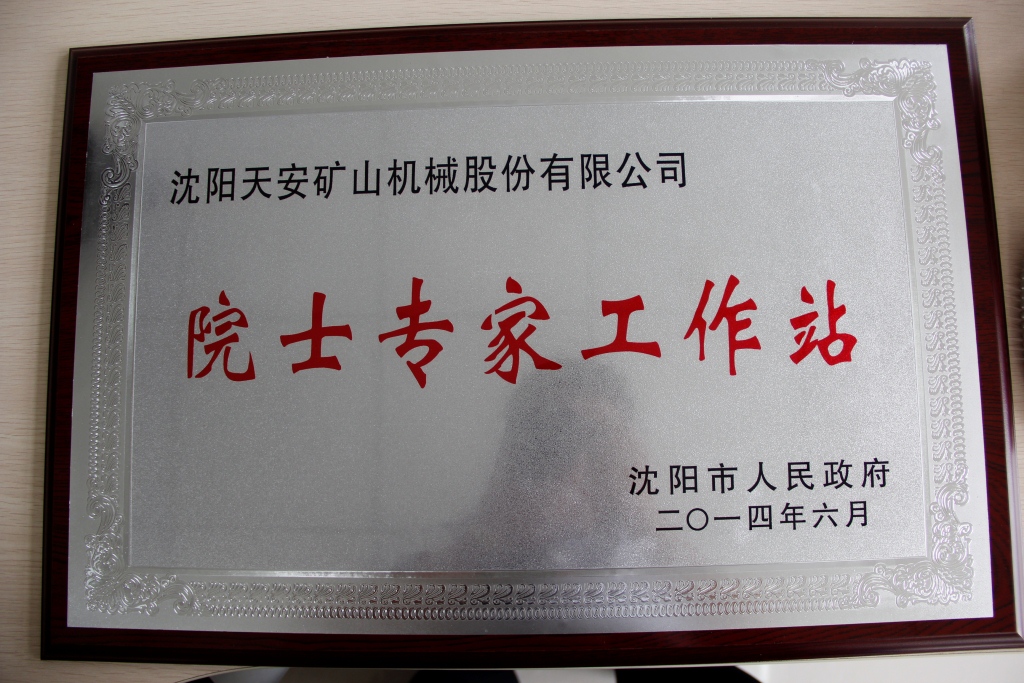 沈阳天安矿山机械股份有限公司
院士专家工作站
沈阳市人民政府
二〇一四年六月